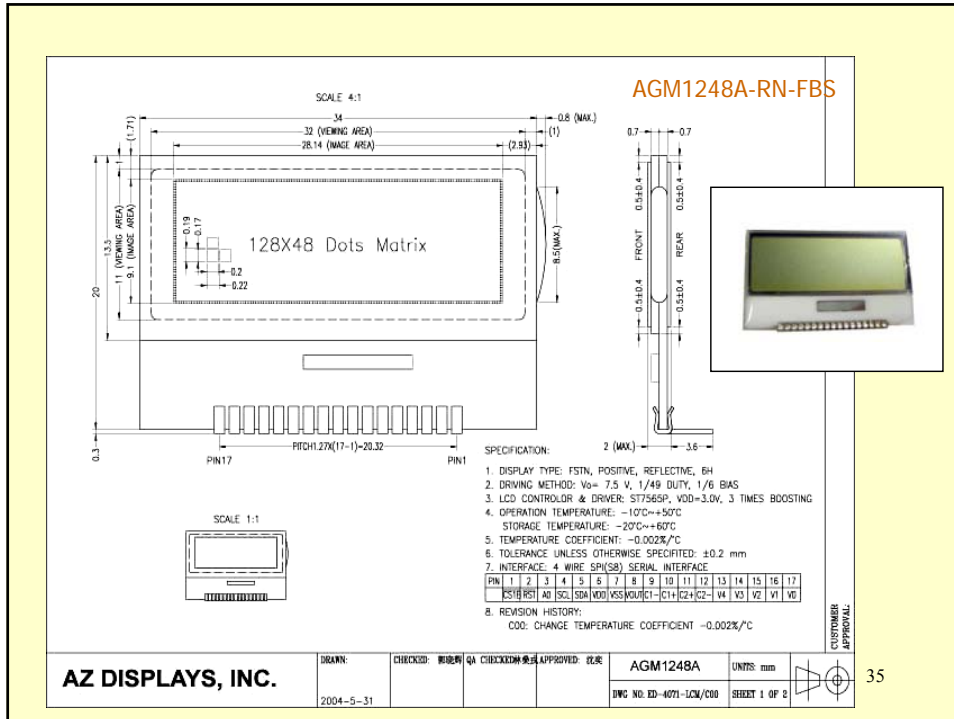 AGM1248A-RN-FBS
SCALE 4:1
34
0.8 (MAX.)
32 (VIEWING AREA)
(1)
28.14 (IMAGE AREA)
(2.93)
(1.71)
1
20
13.5
11 (VIEWING AREA)
9.1 (IMAGE AREA)
0.19
0.17
128X48 Dots Matrix
0.2
0.22
8.5(MAX.)
0.3
PIN17
PITCH1.27X(17-1)=20.32
PIN1
0.7
0.7
0.5±0.4
0.5±0.4
FRONT
REAR
0.5±0.4
0.5±0.4
2 (MAX.)
3.6
SCALE 1:1
SPECIFICATION:
1. DISPLAY TYPE: FSTN, POSITIVE, REFLECTIVE, 6H
2. DRIVING METHOD: Vo= 7.5 V, 1/49 DUTY, 1/6 BIAS
3. LCD CONTROLOR & DRIVER: ST7565P, VDD=3.0V, 3 TIMES BOOSTING
4. OPERATION TEMPERATURE: -10°C~+50°C
STORAGE TEMPERATURE: -20°C~+60°C
5. TEMPERATURE COEFFICIENT: -0.002%/°C
6. TOLERANCE UNLESS OTHERWISE SPECIFITED: ±0.2 mm
7. INTERFACE: 4 WIRE SPI(S8) SERIAL INTERFACE
PIN 1 2 3 4 5 6 7 8 9 10 11 12 13 14 15 16 17
CS1B RST A0 SCL SDA VDD VSS VOUT C1- C1+ C2+ C2- V4 V3 V2 V1 V0
8. REVISION HISTORY:
C00: CHANGE TEMPERATURE COEFFICIENT -0.002%/°C
CUSTOMER
APPROVAL:
AZ DISPLAYS, INC.
DRAWN:
2004-5-31
CHECKED:
QA CHECKED
APPROVED:
AGM1248A
UNITS: mm
DWG NO: ED-4071-LCM/C00
SHEET 1 OF 2
35